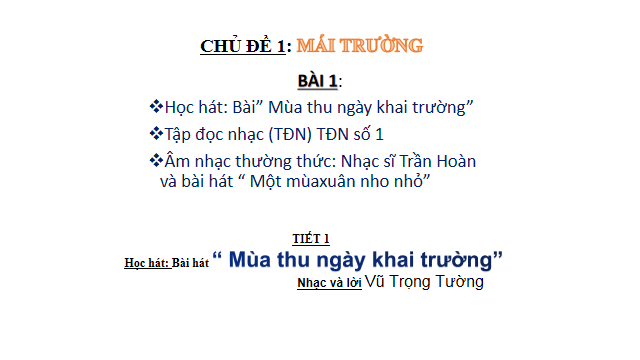 CHỦ ĐỀ 1: MÁI TRƯỜNG
BÀI 1:
❖Học hát: Bài” Mùa thu ngày khai trường”
❖Tập đọc nhạc (TĐN) TĐN số 1
❖Âm nhạc thường thức: Nhạc sĩ Trần Hoàn
và bài hát “ Một mùaxuân nho nhỏ”
TIẾT 1
Học hát: Bài hát “ Mùa thu ngày khai trường”
Nhạc và lời Vũ Trọng Tường